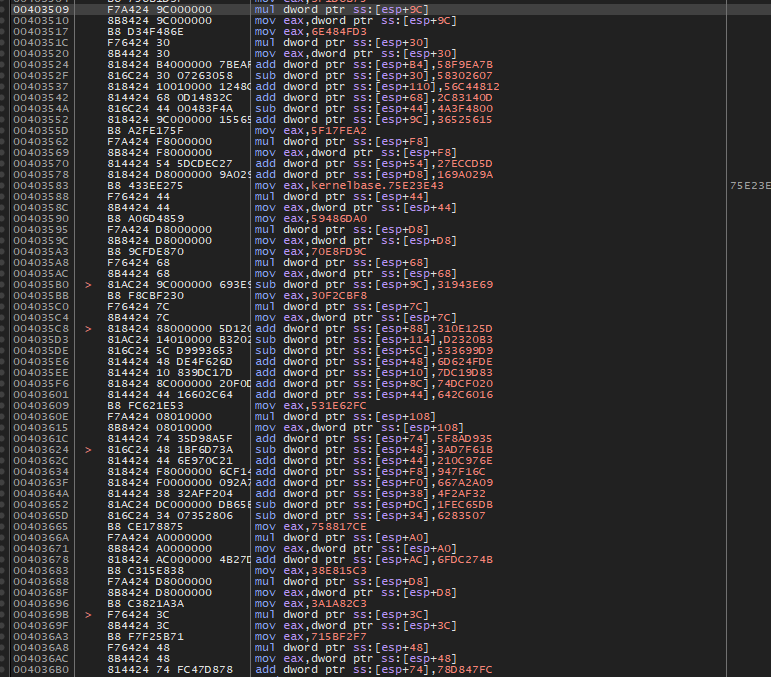 00403509 F7A424 9C000000 mul dword ptr ss:[esp+9C]
00403510 8B8424 9C000000 mov eax,dword ptr ss:[esp+9C]
00403517 B8 D34F486E mov eax,6E484FD3
0040351C F76424 30 mul dword ptr ss:[esp+30]
00403520 8B4424 30 mov eax,dword ptr ss:[esp+30]
00403524 818424 B4000000 7BEAF add dword ptr ss:[esp+B4],58F9EA7B
0040352F 816C24 30 07263058 sub dword ptr ss:[esp+30],58302607
00403537 818424 10010000 1248C add dword ptr ss:[esp+110],56C44812
00403542 814424 68 0D14832C add dword ptr ss:[esp+68],2C83140D
0040354A 816C24 44 00483F4A sub dword ptr ss:[esp+44],4A3F4800
00403552 818424 9C000000 15565 add dword ptr ss:[esp+9C],36525615
0040355D B8 A2FE175F mov eax,5F17FEA2
00403562 F7A424 F8000000 mul dword ptr ss:[esp+F8]
00403569 8B8424 F8000000 mov eax,dword ptr ss:[esp+F8]
00403570 814424 54 5DCDEC27 add dword ptr ss:[esp+54],27ECCD5D
00403578 818424 D8000000 9A029 add dword ptr ss:[esp+D8],169A029A
00403583 B8 433EE275 mov eax,kernelbase.75E23E43 75E23E
00403588 F76424 44 mul dword ptr ss:[esp+44]
0040358C 8B4424 44 mov eax,dword ptr ss:[esp+44]
00403590 B8 A06D4859 mov eax,59486DA0
00403595 F7A424 D8000000 mul dword ptr ss:[esp+D8]
0040359C 8B8424 D8000000 mov eax,dword ptr ss:[esp+D8]
004035A3 B8 9CFDE870 mov eax,70E8FD9C
004035A8 F76424 68 mul dword ptr ss:[esp+68]
004035AC 8B4424 68 mov eax,dword ptr ss:[esp+68]
004035B0 > 81AC24 9C000000 693E9 sub dword ptr ss:[esp+9C],31943E69
004035BB B8 F8CBF230 mov eax,30F2CBF8
004035C0 F76424 7C mul dword ptr ss:[esp+7C]
004035C4 8B4424 7C mov eax,dword ptr ss:[esp+7C]
004035C8 > 818424 88000000 5D120 add dword ptr ss:[esp+88],310E125D
004035D3 81AC24 14010000 B3202 sub dword ptr ss:[esp+114],D2320B3
004035DE 816C24 5C D9993653 sub dword ptr ss:[esp+5C],533699D9
004035E6 814424 48 DE4F626D add dword ptr ss:[esp+48],6D624FDE
004035EE 814424 10 839DC17D add dword ptr ss:[esp+10],7DC19D83
004035F6 818424 8C000000 20F0D add dword ptr ss:[esp+8C],74DCF020
00403601 814424 44 16602C64 add dword ptr ss:[esp+44],642C6016
00403609 B8 FC621E53 mov eax,531E62FC
0040360E F7A424 08010000 mul dword ptr ss:[esp+108]
00403615 8B8424 08010000 mov eax,dword ptr ss:[esp+108]
0040361C 814424 74 35D98A5F add dword ptr ss:[esp+74],5F8AD935
00403624 > 816C24 48 1BF6D73A sub dword ptr ss:[esp+48],3AD7F61B
0040362C 814424 44 6E970C21 add dword ptr ss:[esp+44],210C976E
00403634 818424 F8000000 6CF14 add dword ptr ss:[esp+F8],947F16C
0040363F 818424 F0000000 092A7 add dword ptr ss:[esp+F0],667A2A09
0040364A 814424 38 32AFF204 add dword ptr ss:[esp+38],4F2AF32
00403652 81AC24 DC000000 DB65E sub dword ptr ss:[esp+DC],1FEC65DB
0040365D 816C24 34 07352806 sub dword ptr ss:[esp+34],6283507
00403665 B8 CE178875 mov eax,758817CE
0040366A F7A424 A0000000 mul dword ptr ss:[esp+A0]
00403671 8B8424 A0000000 mov eax,dword ptr ss:[esp+A0]
00403678 818424 AC000000 4B27D add dword ptr ss:[esp+AC],6FDC274B
00403683 B8 C315E838 mov eax,38E815C3
00403688 F7A424 D8000000 mul dword ptr ss:[esp+D8]
0040368F 8B8424 D8000000 mov eax,dword ptr ss:[esp+D8]
00403696 B8 C3821A3A mov eax,3A1A82C3
0040369B > F76424 3C mul dword ptr ss:[esp+3C]
0040369F 8B4424 3C mov eax,dword ptr ss:[esp+3C]
004036A3 B8 F7F25B71 mov eax,715BF2F7
004036A8 F76424 48 mul dword ptr ss:[esp+48]
004036AC 8B4424 48 mov eax,dword ptr ss:[esp+48]
004036B0 814424 74 FC47D878 add dword ptr ss:[esp+74],78D847FC